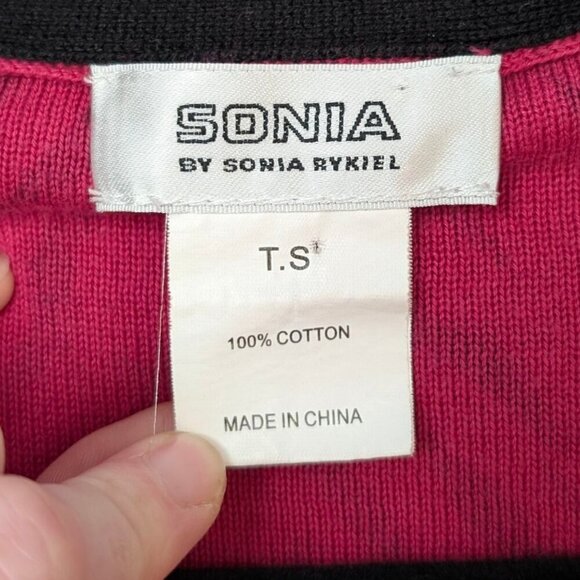 SONIA
BY SONIA RYKIEL
T.S
100% COTTON
MADE IN CHINA